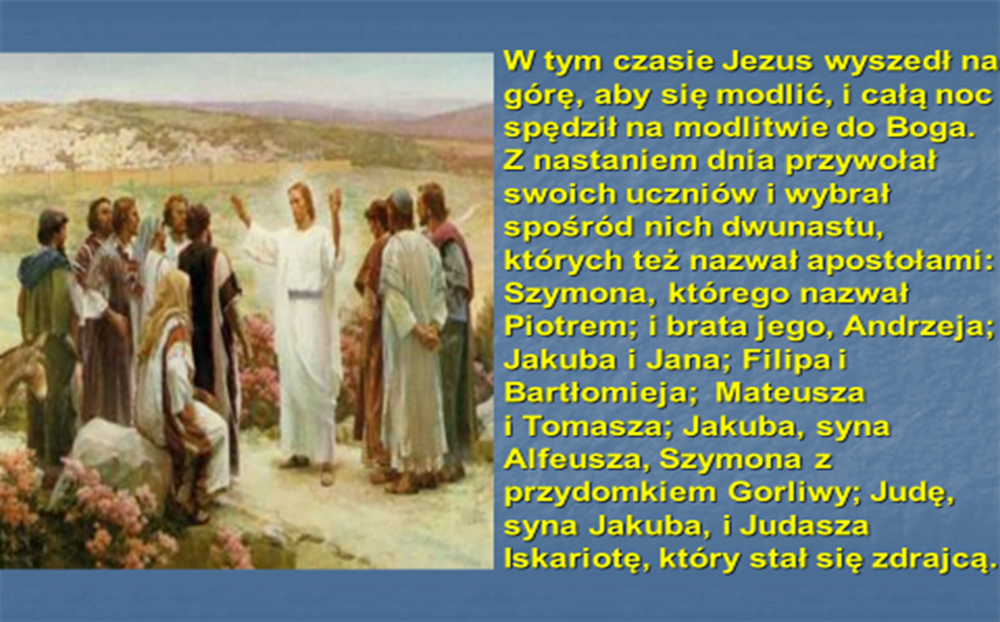 W tym czasie Jezus wyszedł na
górę, aby się modlić, i całą noc
spędził na modlitwie do Boga.
Z nastaniem dnia przywołał
swoich uczniów i wybrał
spośród nich dwunastu,
których też nazwał apostołami:
Szymona, którego nazwał
Piotrem; i brata jego, Andrzeja;
Jakuba i Jana; Filipa i
Bartłomieja; Mateusza
i Tomasza; Jakuba, syna
Alfeusza, Szymona z
przydomkiem Gorliwy; Judę,
syna Jakuba, i Judasza
Iskariotę, który stał się zdrajcą.